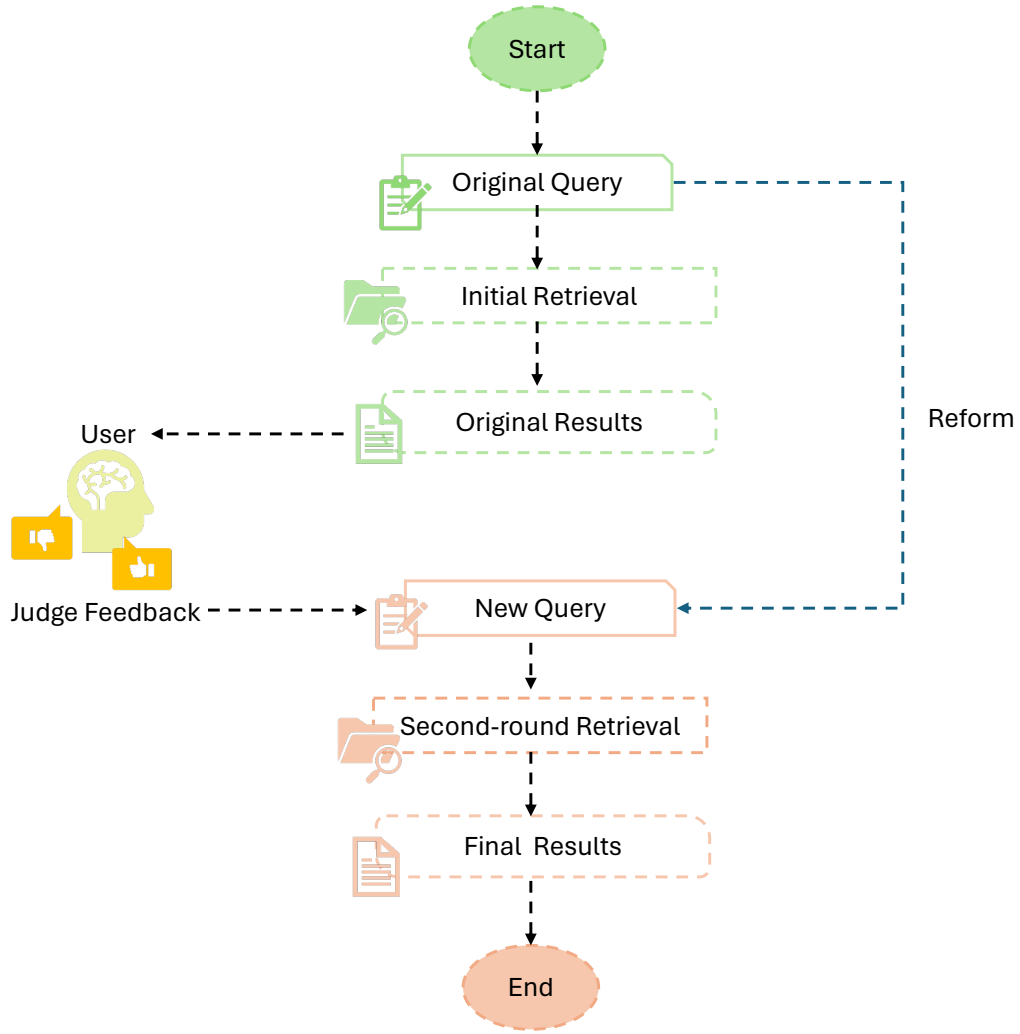 Start
Original Query
Initial Retrieval
Original Results
User
Reform
Judge Feedback
New Query
Second-round Retrieval
Final  Results
End